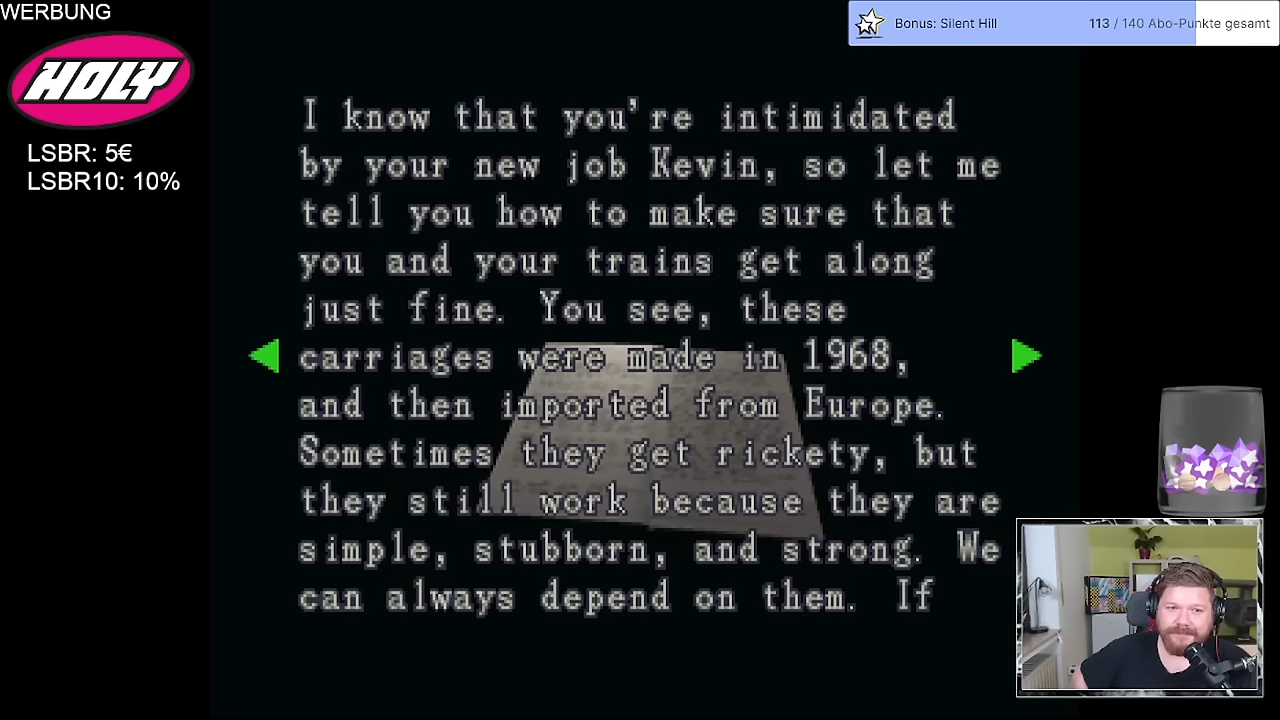 WERBUNG
HOLY
LSBR: 5€
LSBR10: 10%
Bonus: Silent Hill
113 / 140 Abo-Punkte gesamt
I know that you're intimidated
by your new job Kevin, so let me
tell you how to make sure that
you and your trains get along
just fine. You see, these
carriages were made in 1968,
and then imported from Europe.
Sometimes they get rickety, but
they still work because they are
simple, stubborn, and strong. We
can always depend on them. If